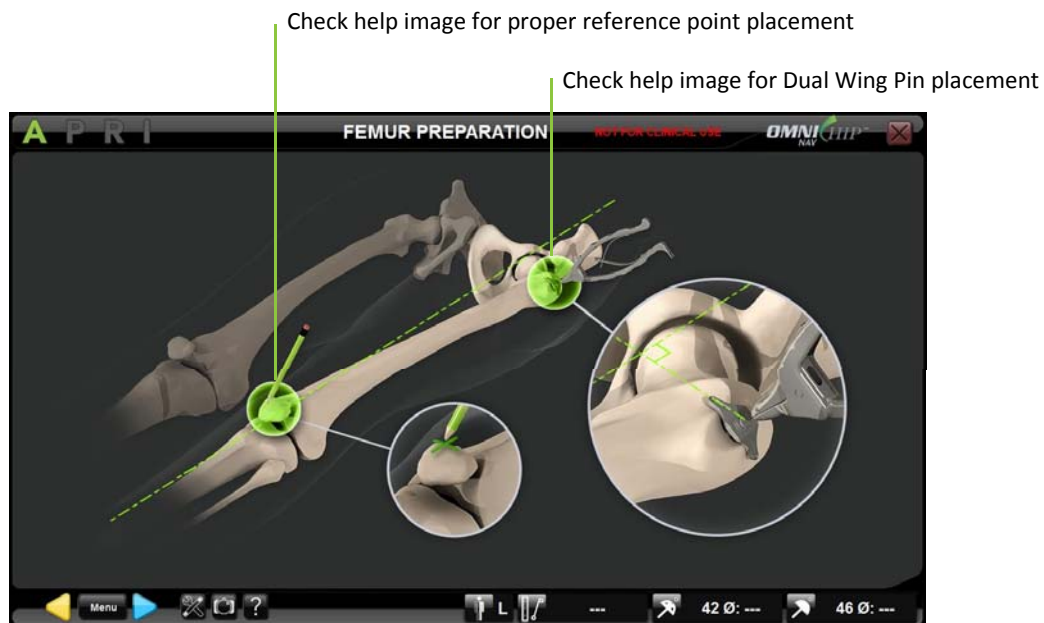 Check help image for proper reference point placement
Check help image for Dual Wing Pin placement
A P R I
FEMUR PREPARATION
NOT FOR CLINICAL USE
OMNI HIP™
NAV
Menu
?
L
---
42 Ø: ---
46 Ø: ---